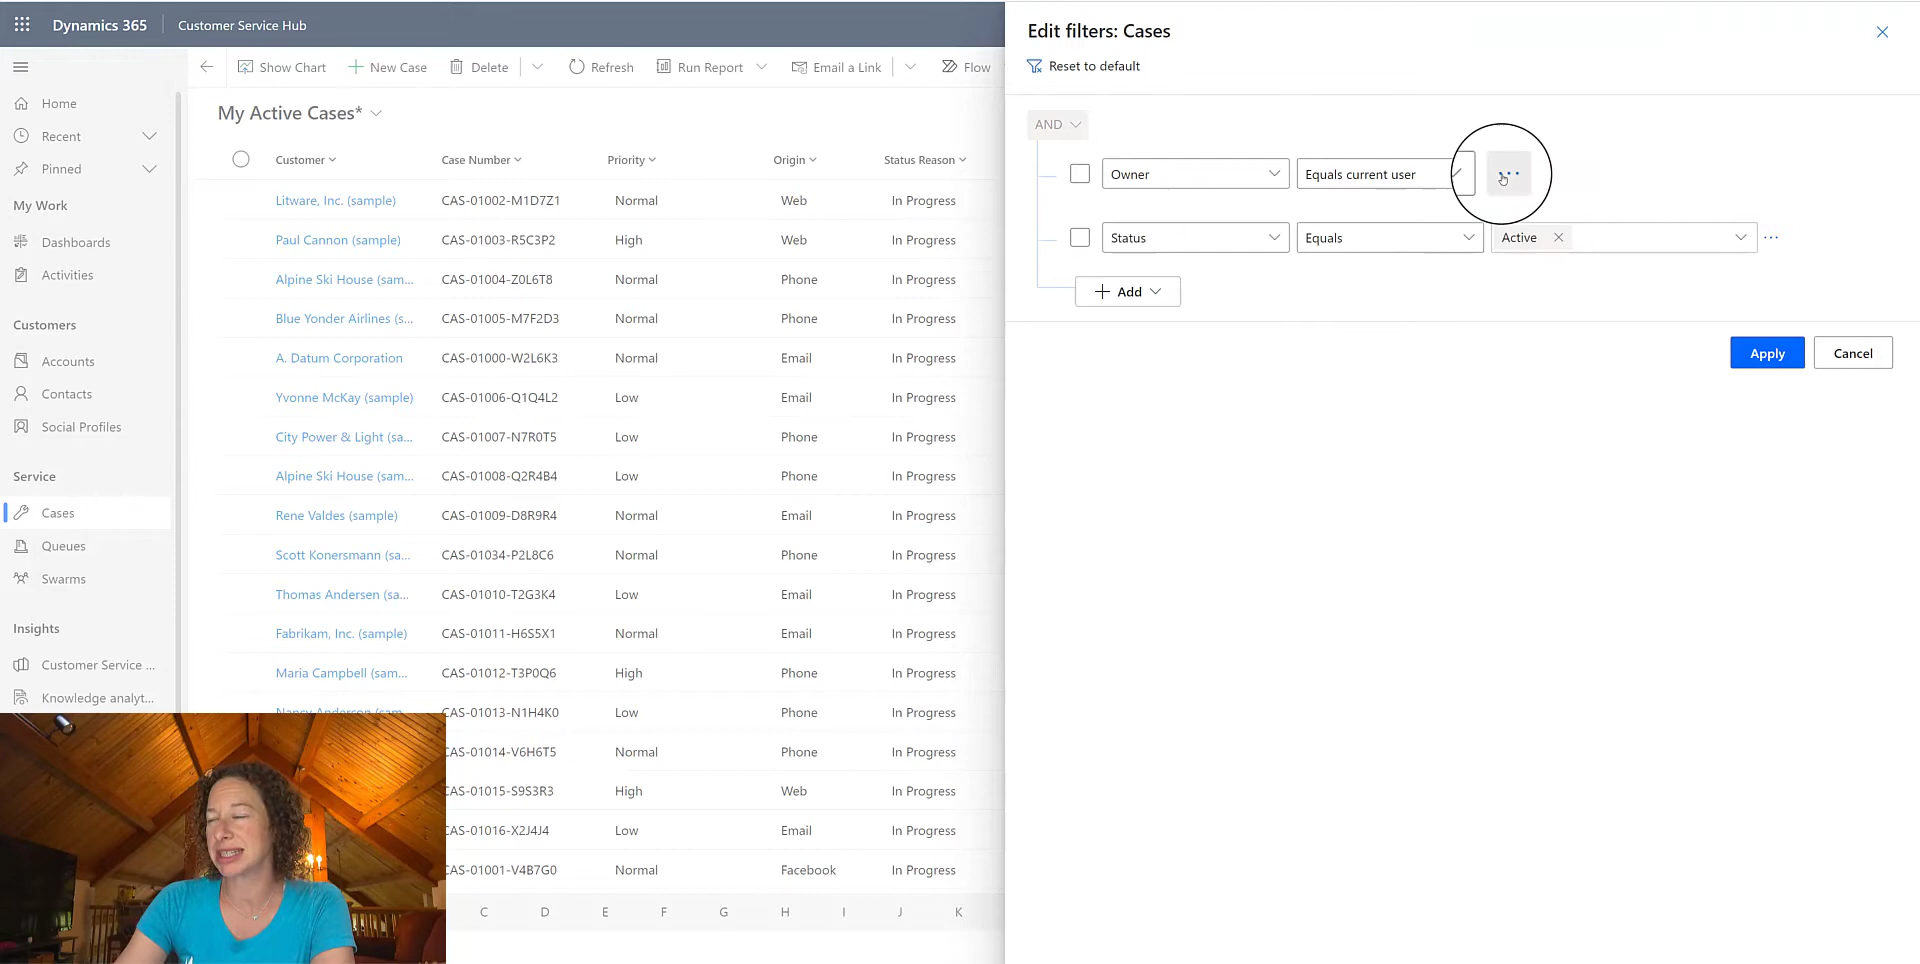 Dynamics 365
Customer Service Hub
Show Chart
New Case
Delete
Refresh
Run Report
Email a Link
Flow
Home
Recent
Pinned
My Work
Dashboards
Activities
Customers
Accounts
Contacts
Social Profiles
Service
Cases
Queues
Swarms
Insights
Customer Service ...
Knowledge analyt...
My Active Cases*
Customer Case Number Priority Origin Status Reason
Litware, Inc. (sample) CAS-01002-M1D7Z1 Normal Web In Progress
Paul Cannon (sample) CAS-01003-R5C3P2 High Web In Progress
Alpine Ski House (sam... CAS-01004-Z0L6T8 Normal Phone In Progress
Blue Yonder Airlines (s... CAS-01005-M7F2D3 Normal Phone In Progress
A. Datum Corporation CAS-01000-W2L6K3 Normal Email In Progress
Yvonne McKay (sample) CAS-01006-Q1Q4L2 Low Email In Progress
City Power & Light (sa... CAS-01007-N7R0T5 Low Phone In Progress
Alpine Ski House (sam... CAS-01008-Q2R4B4 Low Phone In Progress
Rene Valdes (sample) CAS-01009-D8R9R4 Normal Email In Progress
Scott Konersmann (sa... CAS-01034-P2L8C6 Normal Phone In Progress
Thomas Andersen (sa... CAS-01010-T2G3K4 Low Email In Progress
Fabrikam, Inc. (sample) CAS-01011-H6S5X1 Normal Email In Progress
Maria Campbell (sam... CAS-01012-T3P0Q6 High Phone In Progress
Nancy Anderson (sam... CAS-01013-N1H4K0 Low Phone In Progress
CAS-01014-V6H6T5 Normal Phone In Progress
CAS-01015-S9S3R3 High Web In Progress
CAS-01016-X2J4J4 Low Email In Progress
CAS-01001-V4B7G0 Normal Facebook In Progress
C D E F G H I J K
Edit filters: Cases
Reset to default
AND
Owner Equals current user
Status Equals Active
Add
Apply Cancel